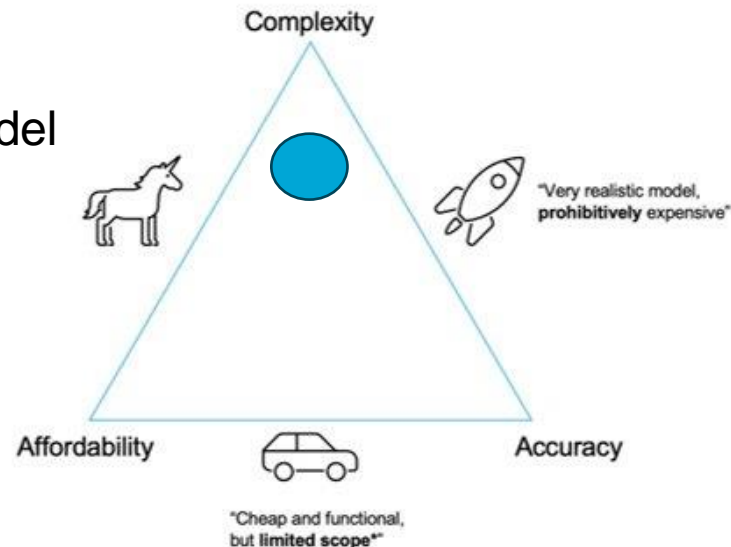 Complexity
del
"Very realistic model,
prohibitively expensive"
Affordability
Accuracy
"Cheap and functional,
but limited scope*"